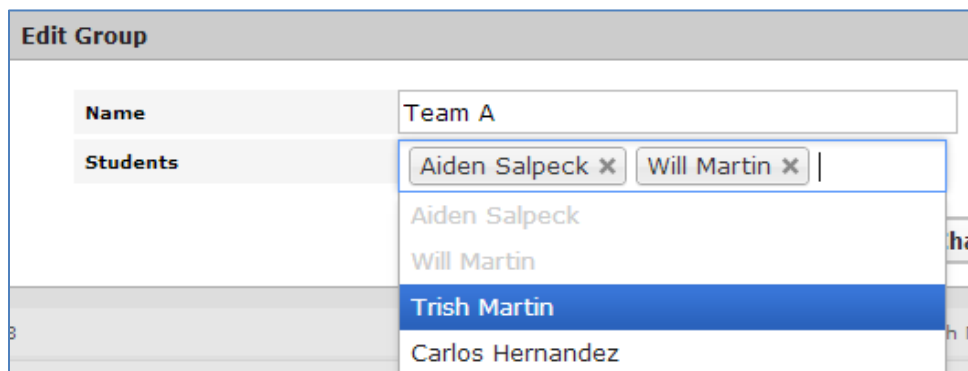 Edit Group
Name Team A
Students Aiden Salpeck × Will Martin ×
Aiden Salpeck
Will Martin
Trish Martin
Carlos Hernandez